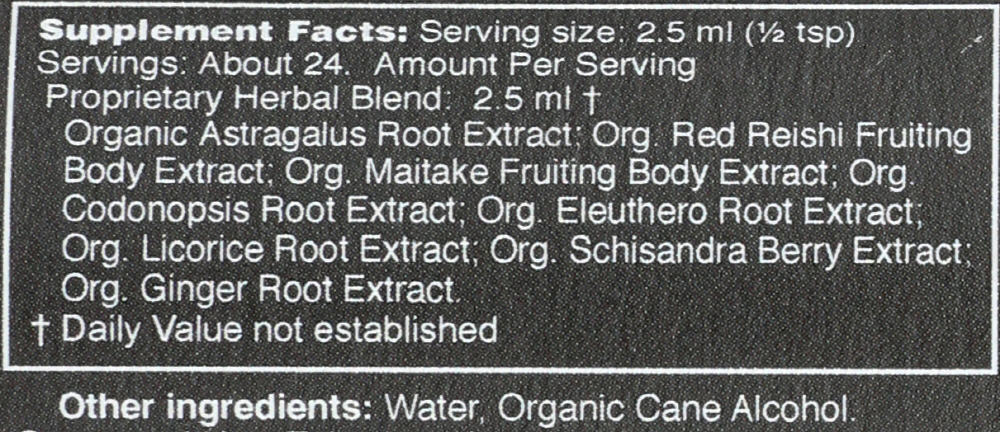 Supplement Facts: Serving size: 2.5 ml (½ tsp)
Servings: About 24. Amount Per Serving
Proprietary Herbal Blend: 2.5 ml †
Organic Astragalus Root Extract; Org. Red Reishi Fruiting
Body Extract; Org. Maitake Fruiting Body Extract; Org.
Codonopsis Root Extract; Org. Eleuthero Root Extract;
Org. Licorice Root Extract; Org. Schisandra Berry Extract;
Org. Ginger Root Extract.
† Daily Value not established
Other ingredients: Water, Organic Cane Alcohol.